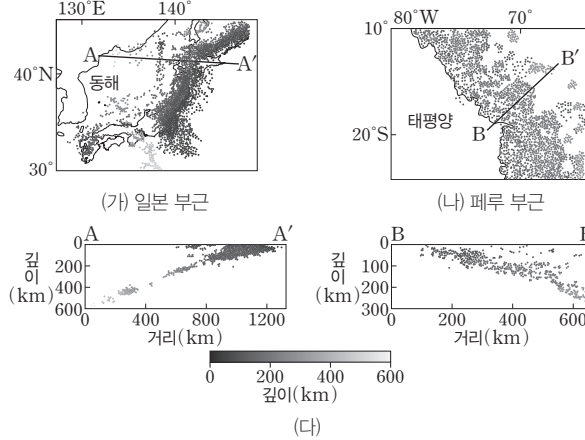 130°E 140°
A A′
40°N
동해
30°
(가) 일본 부근
80°W 70°
10°
B′
태평양
B
20°S
(나) 페루 부근
A A′
깊이(km)
0
200
400
600
0 400 800 1200
거리(km)
B
깊이(km)
0
100
200
300
0 200 400 600
거리(km)
0 200 400 600
깊이(km)
(다)